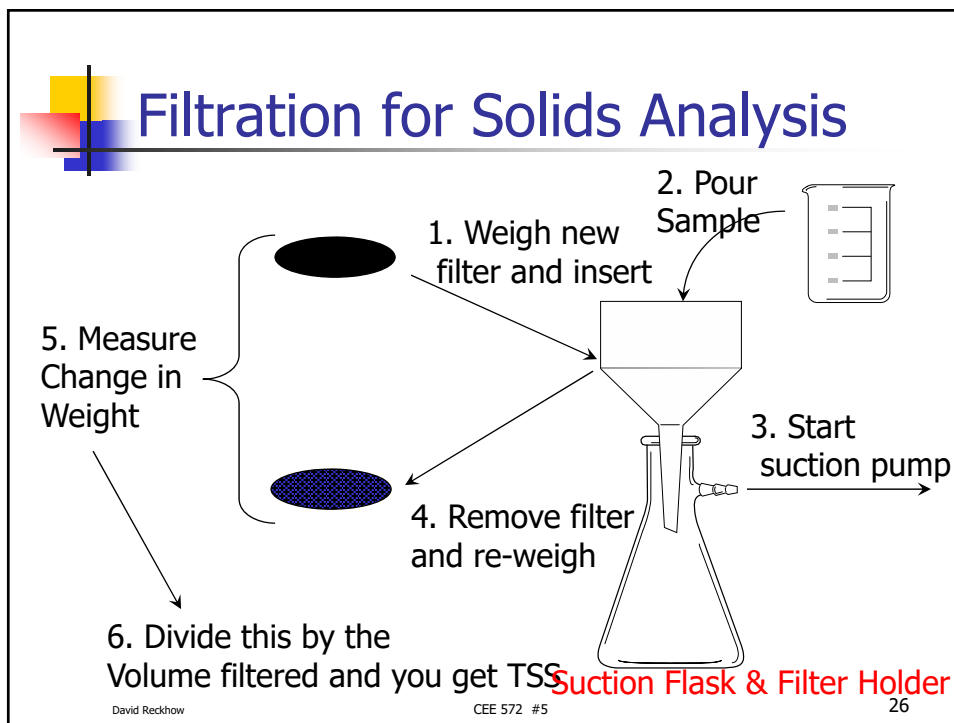 Filtration for Solids Analysis
2. Pour
Sample
1. Weigh new
filter and insert
5. Measure
Change in
Weight
3. Start
suction pump
4. Remove filter
and re-weigh
6. Divide this by the
Volume filtered and you get TSS
Suction Flask & Filter Holder
David Reckhow
CEE 572 #5
26